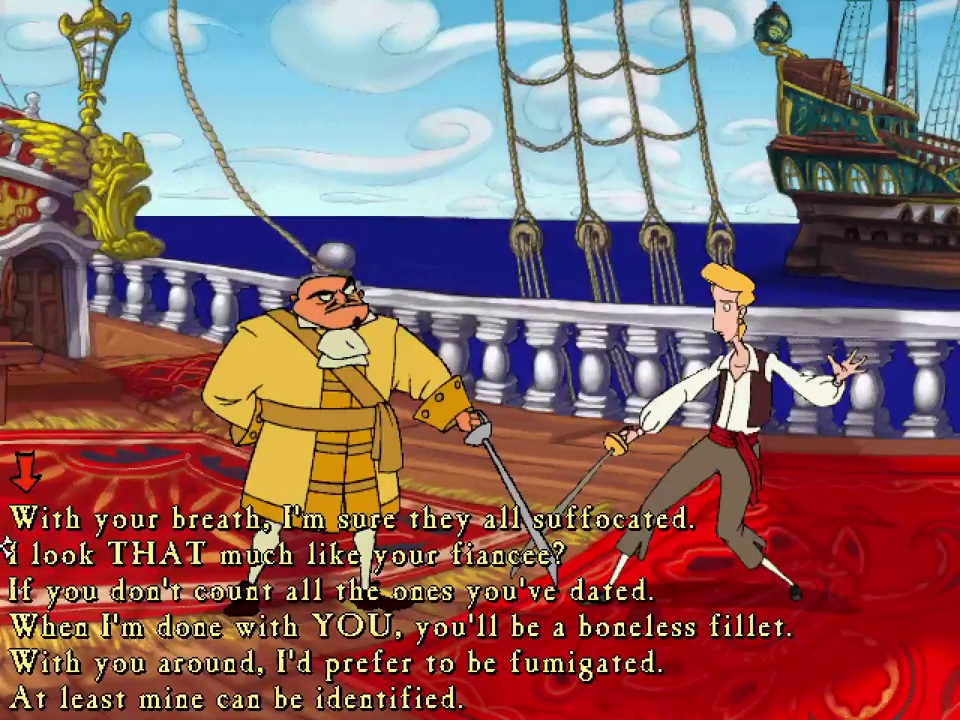 With your breath, I'm sure they all suffocated.
I look THAT much like your fiancée?
If you don't count all the ones you've dated.
When I'm done with YOU, you'll be a boneless fillet.
With you around, I'd prefer to be fumigated.
At least mine can be identified.